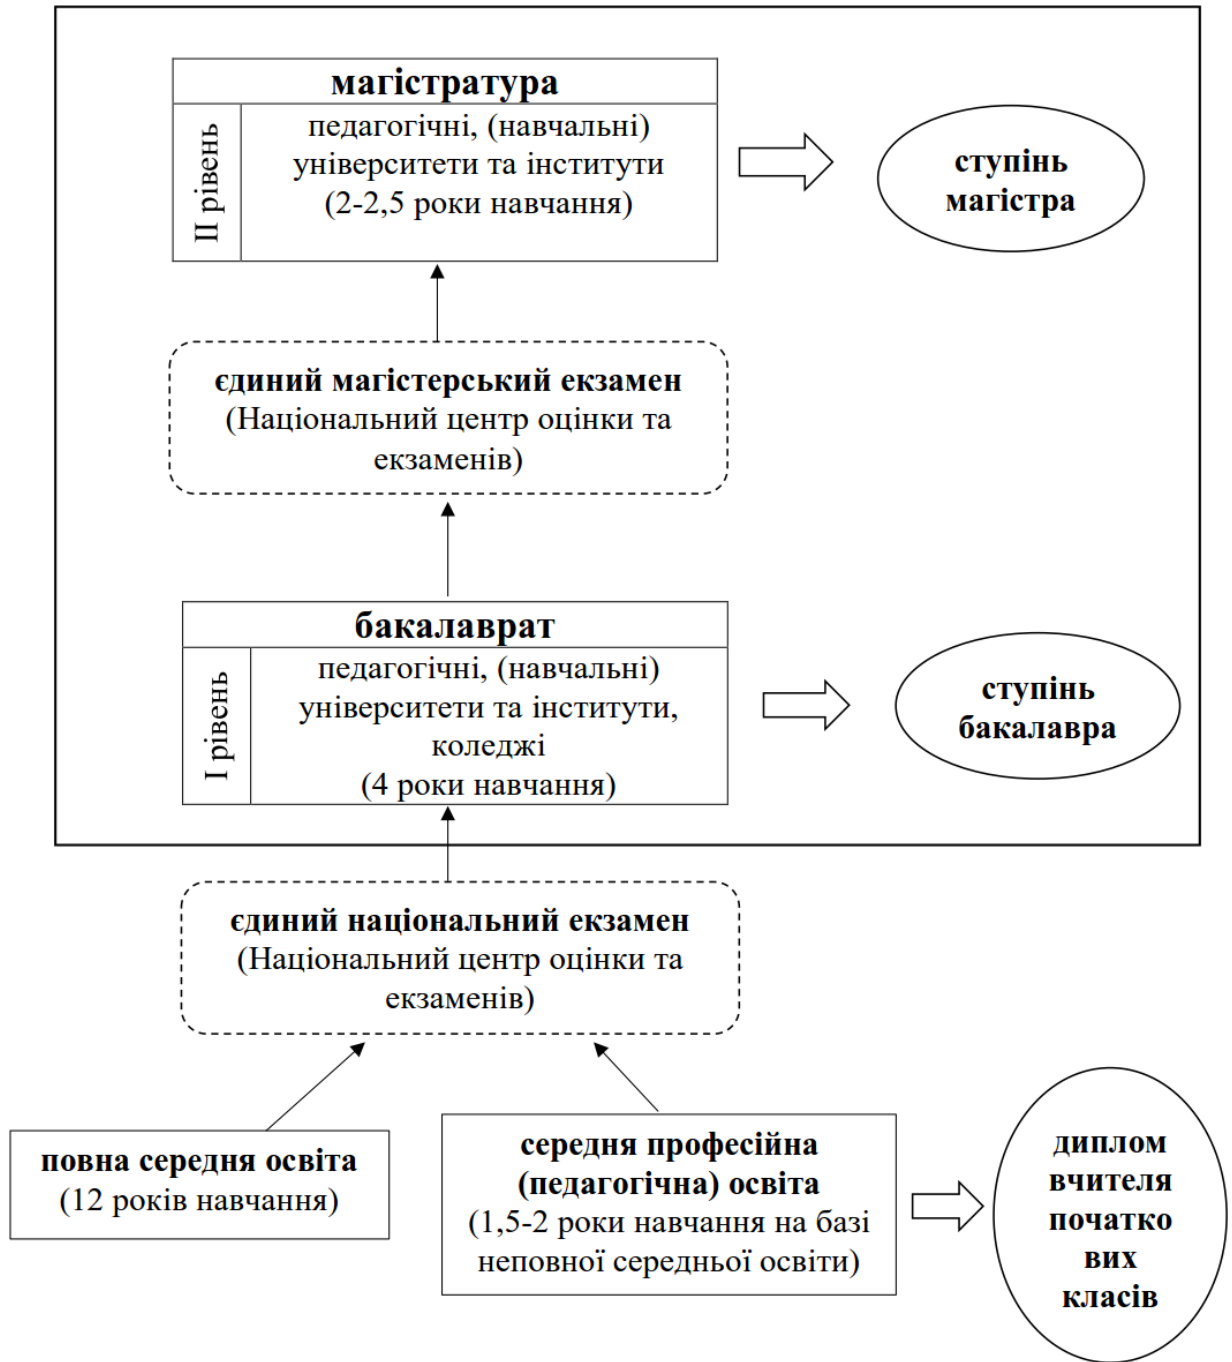 магістратура
ІІ рівень
педагогічні, (навчальні)
університети та інститути
(2-2,5 роки навчання)
ступінь
магістра
єдиний магістерський екзамен
(Національний центр оцінки та
екзаменів)
бакалаврат
І рівень
педагогічні, (навчальні)
університети та інститути,
коледжі
(4 роки навчання)
ступінь
бакалавра
єдиний національний екзамен
(Національний центр оцінки та
екзаменів)
повна середня освіта
(12 років навчання)
середня професійна
(педагогічна) освіта
(1,5-2 роки навчання на базі
неповної середньої освіти)
диплом
вчителя
початко
вих
класів